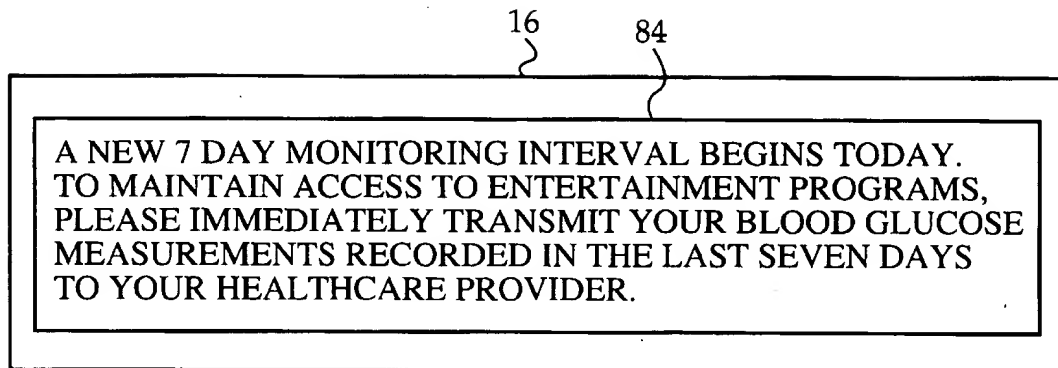 16
84
A NEW 7 DAY MONITORING INTERVAL BEGINS TODAY.
TO MAINTAIN ACCESS TO ENTERTAINMENT PROGRAMS,
PLEASE IMMEDIATELY TRANSMIT YOUR BLOOD GLUCOSE
MEASUREMENTS RECORDED IN THE LAST SEVEN DAYS
TO YOUR HEALTHCARE PROVIDER.